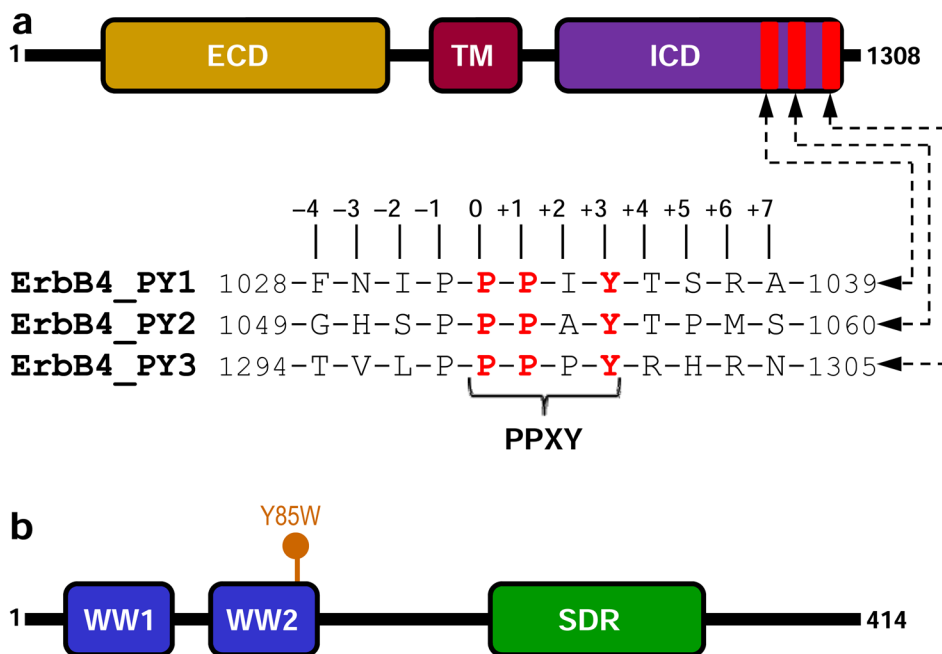 a
1 ECD TM ICD 1308
−4 −3 −2 −1 0 +1 +2 +3 +4 +5 +6 +7
ErbB4_PY1 1028–F–N–I–P–P–P–I–Y–T–S–R–A–1039
ErbB4_PY2 1049–G–H–S–P–P–P–A–Y–T–P–M–S–1060
ErbB4_PY3 1294–T–V–L–P–P–P–P–Y–R–H–R–N–1305
PPXY
b
Y85W
1 WW1 WW2 SDR 414